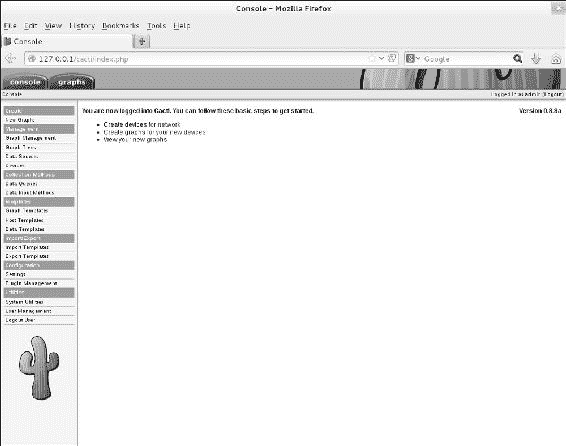 Console - Mozilla Firefox
File Edit View History Bookmarks Tools Help
Console
127.0.0.1/cacti/index.php
Google
console graphs
Console
Logged in as admin (Logout)
You are now logged into Cacti. You can follow these basic steps to get started.
Version 0.8.8a
Create devices for network
Create graphs for your new devices
View your new graphs
Create
New Graphs
Management
Graph Management
Graph Trees
Data Sources
Devices
Collection Methods
Data Queries
Data Input Methods
Templates
Graph Templates
Host Templates
Data Templates
Import/Export
Import Templates
Export Templates
Configuration
Settings
Plugin Management
Utilities
System Utilities
User Management
Logout User